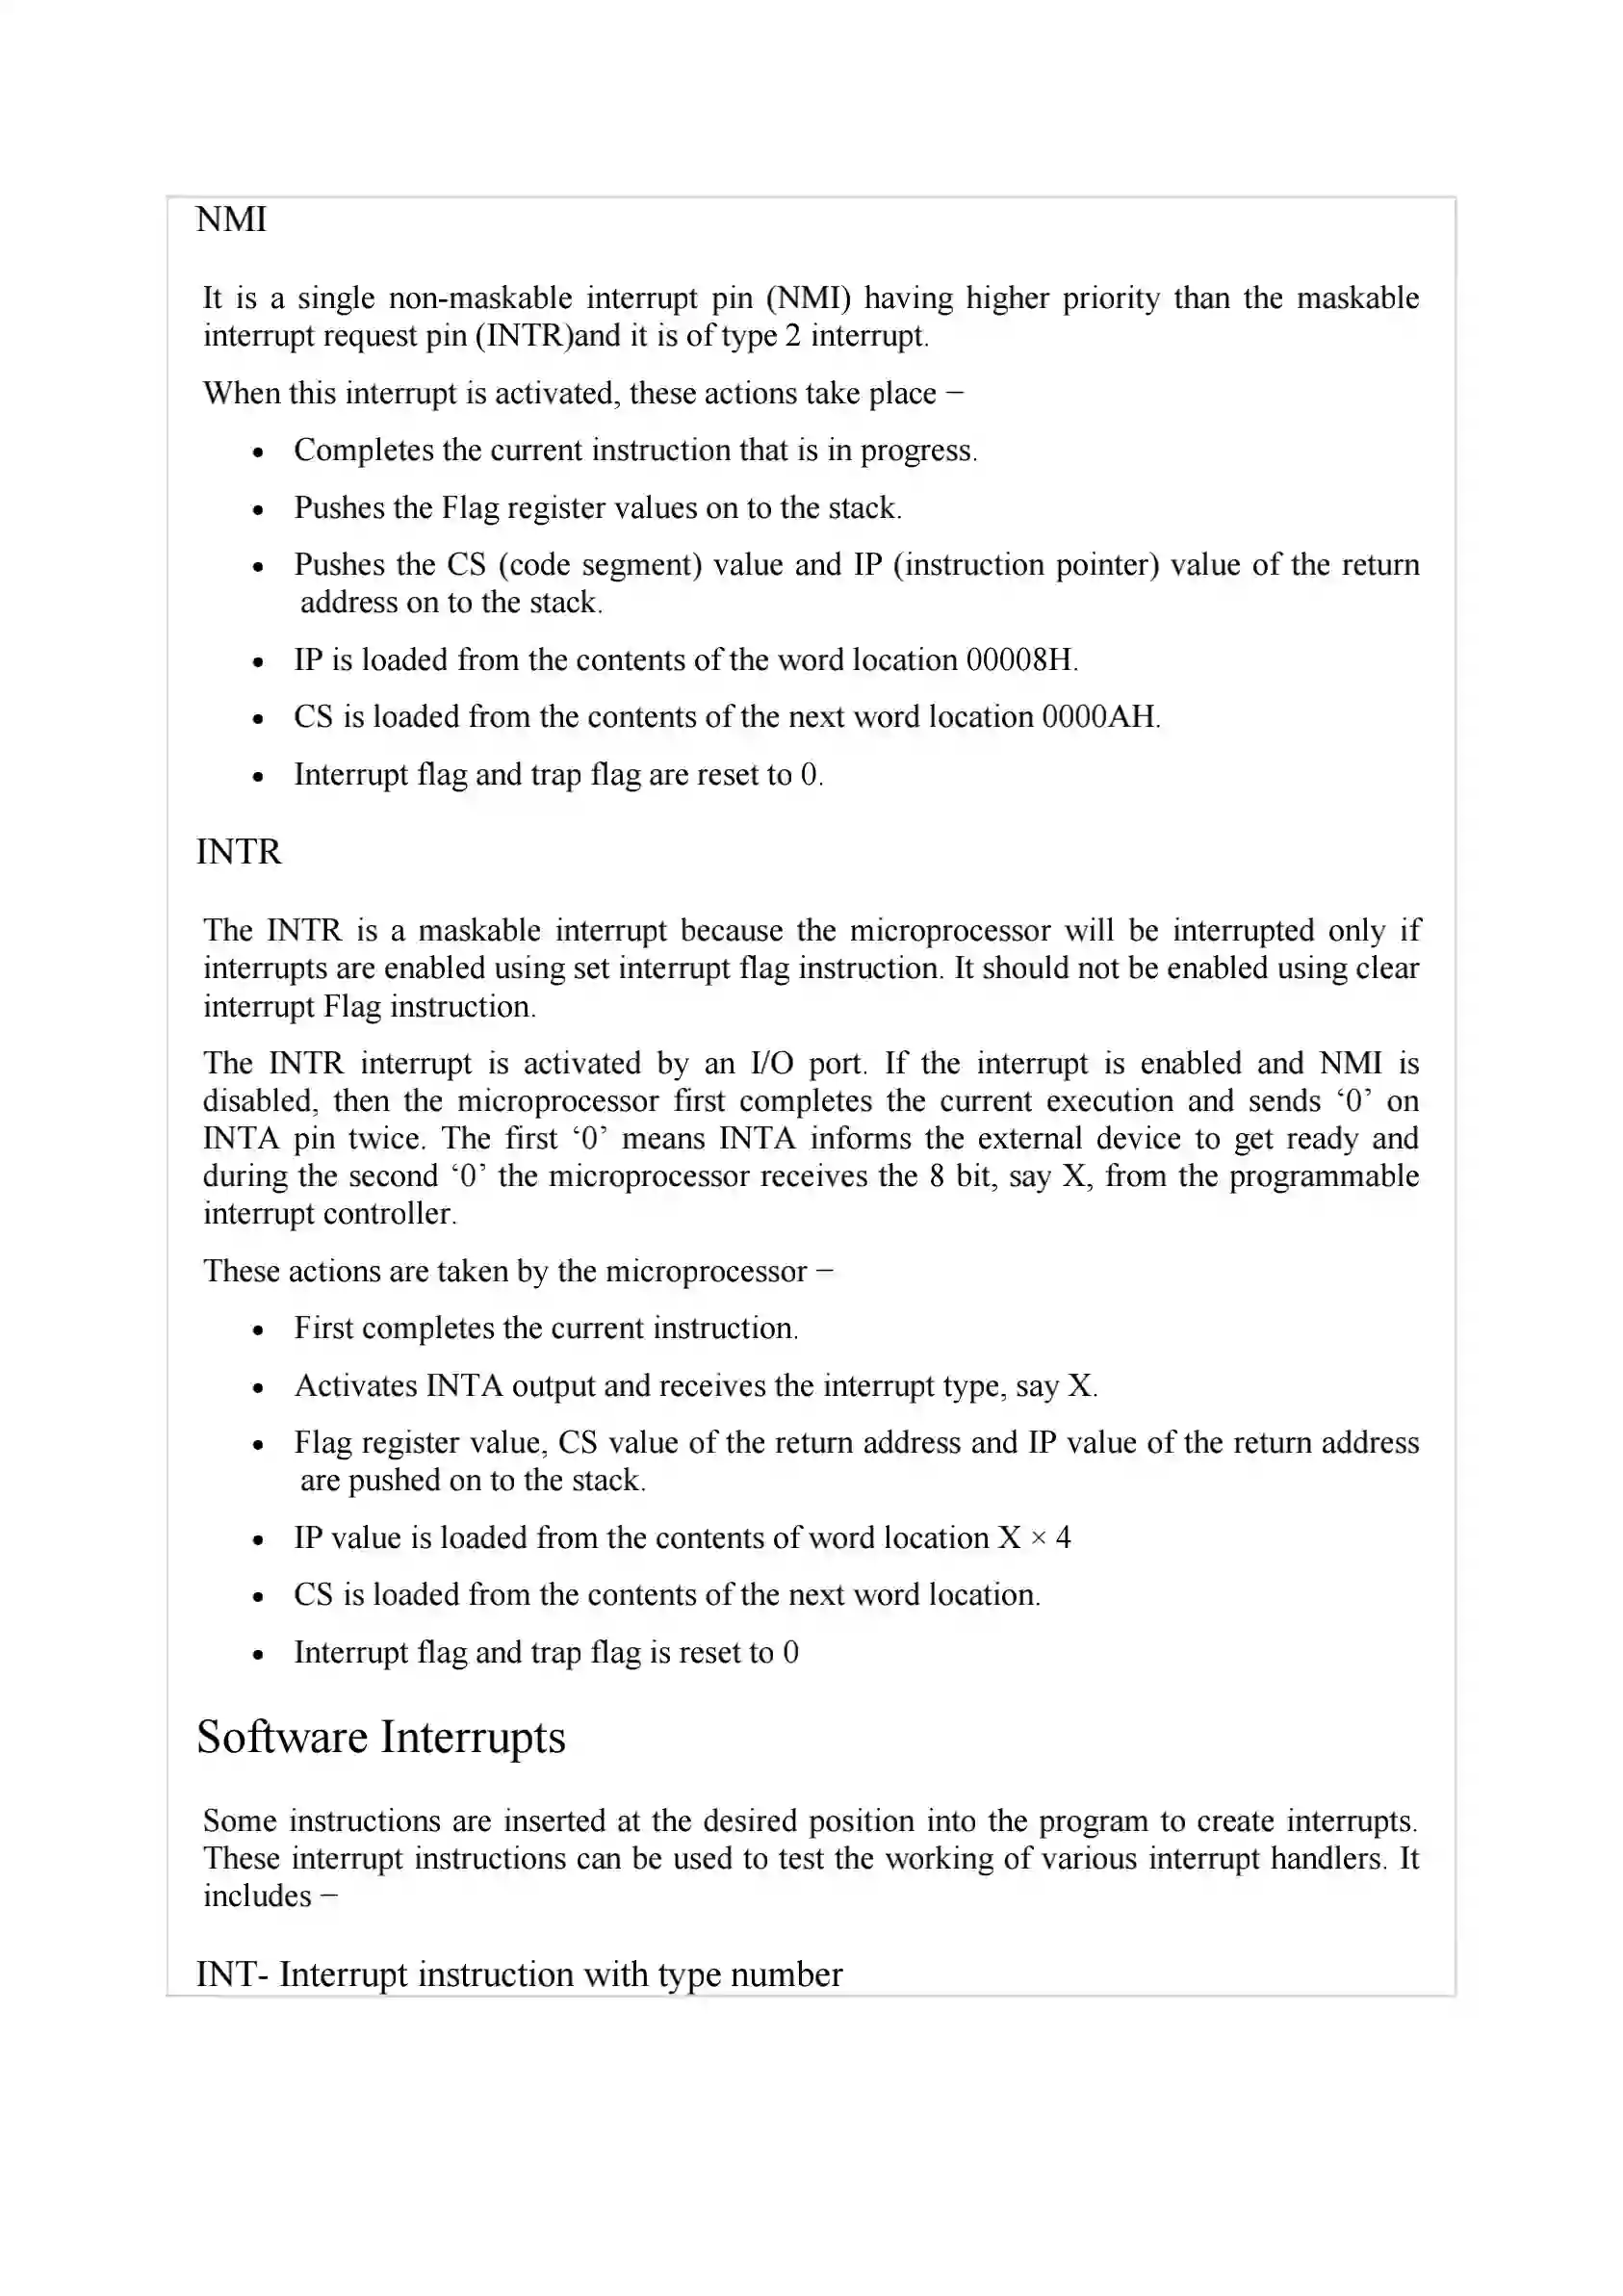 NMI
It is a single non-maskable interrupt pin (NMI) having higher priority than the maskable
interrupt request pin (INTR)and it is of type 2 interrupt.
When this interrupt is activated, these actions take place −
• Completes the current instruction that is in progress.
• Pushes the Flag register values on to the stack.
• Pushes the CS (code segment) value and IP (instruction pointer) value of the return
address on to the stack.
• IP is loaded from the contents of the word location 00008H.
• CS is loaded from the contents of the next word location 0000AH.
• Interrupt flag and trap flag are reset to 0.
INTR
The INTR is a maskable interrupt because the microprocessor will be interrupted only if
interrupts are enabled using set interrupt flag instruction. It should not be enabled using clear
interrupt Flag instruction.
The INTR interrupt is activated by an I/O port. If the interrupt is enabled and NMI is
disabled, then the microprocessor first completes the current execution and sends ‘0’ on
INTA pin twice. The first ‘0’ means INTA informs the external device to get ready and
during the second ‘0’ the microprocessor receives the 8 bit, say X, from the programmable
interrupt controller.
These actions are taken by the microprocessor −
• First completes the current instruction.
• Activates INTA output and receives the interrupt type, say X.
• Flag register value, CS value of the return address and IP value of the return address
are pushed on to the stack.
• IP value is loaded from the contents of word location X × 4
• CS is loaded from the contents of the next word location.
• Interrupt flag and trap flag is reset to 0
Software Interrupts
Some instructions are inserted at the desired position into the program to create interrupts.
These interrupt instructions can be used to test the working of various interrupt handlers. It
includes −
INT- Interrupt instruction with type number